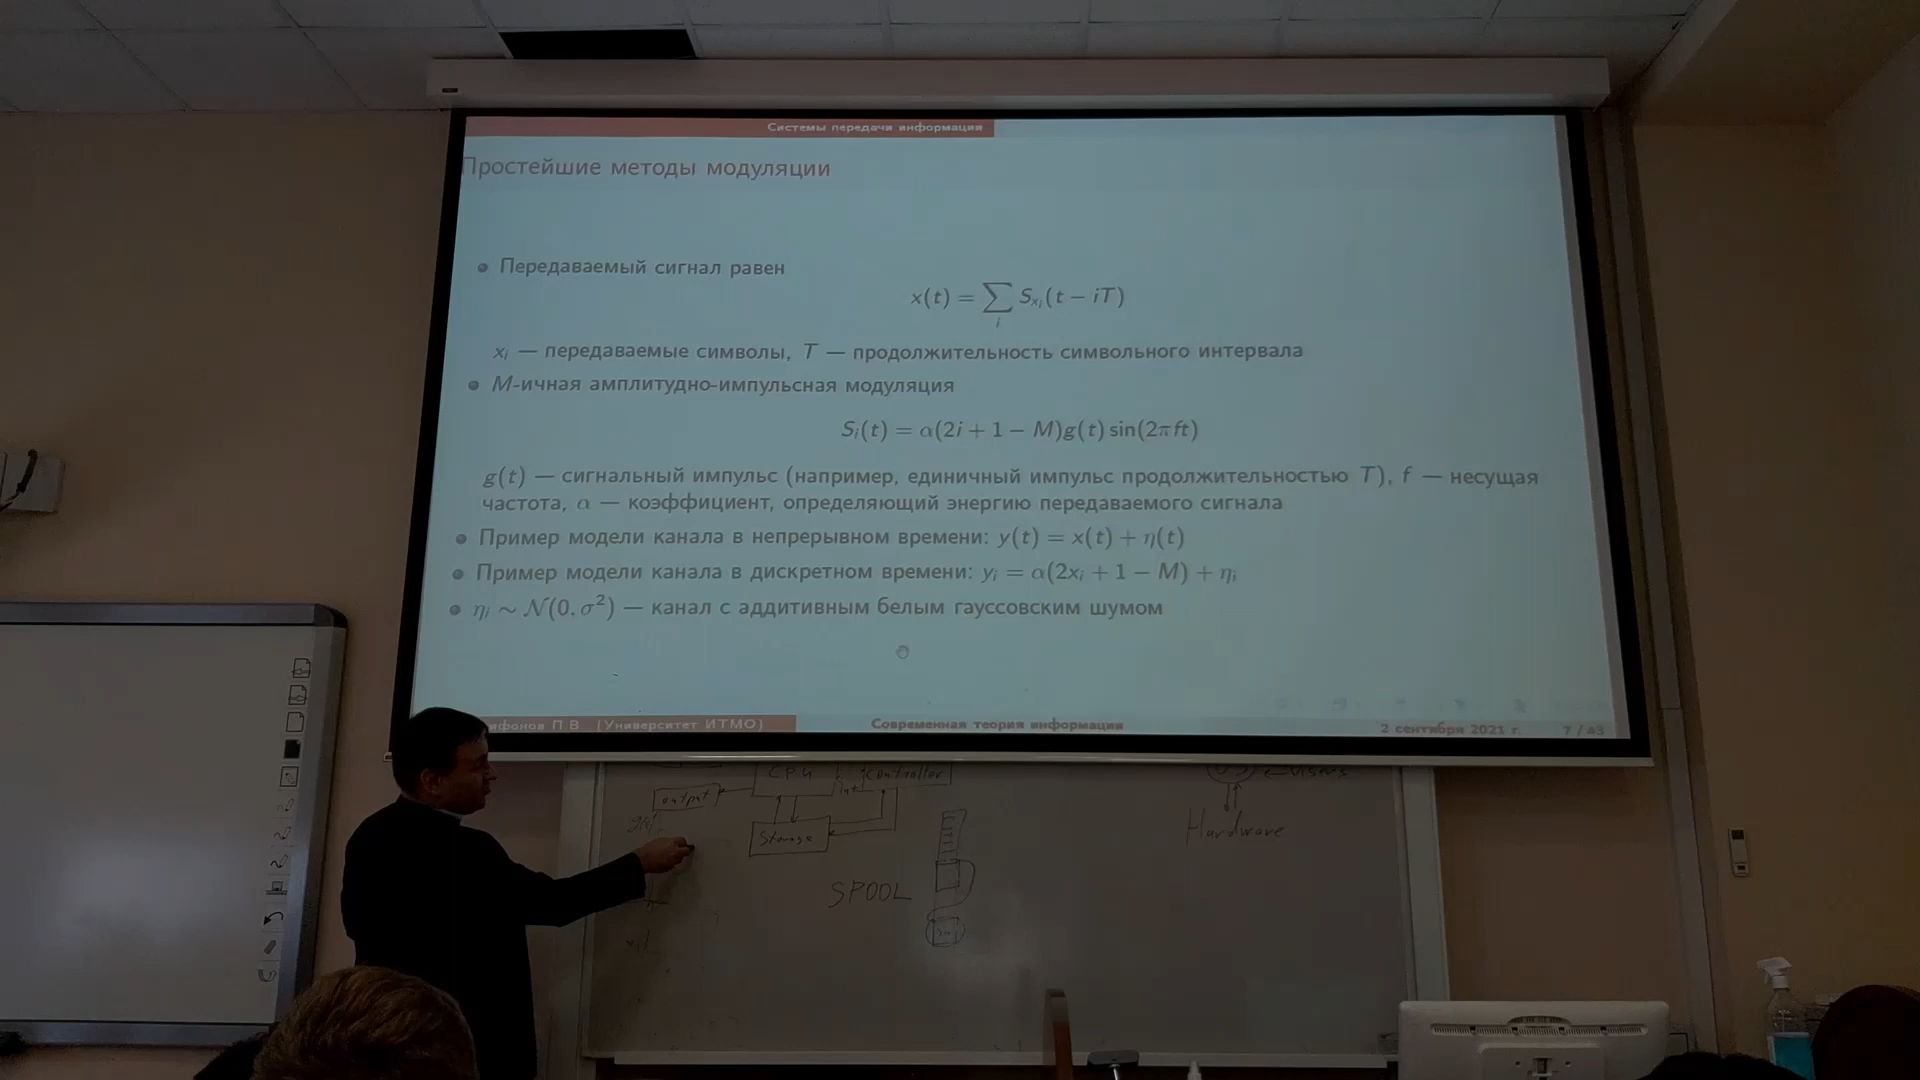 Системы передачи информации
Простейшие методы модуляции
Передаваемый сигнал равен
x(t) = ∑_i S_{x_i}(t − iT)
x_i — передаваемые символы, T — продолжительность символьного интервала
M-ичная амплитудно-импульсная модуляция
S_i(t) = α(2i + 1 − M)g(t) sin(2πft)
g(t) — сигнальный импульс (например, единичный импульс продолжительностью T), f — несущая
частота, α — коэффициент, определяющий энергию передаваемого сигнала
Пример модели канала в непрерывном времени: y(t) = x(t) + η(t)
Пример модели канала в дискретном времени: y_i = α(2x_i + 1 − M) + η_i
η_i ∼ N(0, σ²) — канал с аддитивным белым гауссовским шумом
П.В. (Университет ИТМО)
Современная теория информации
2 сентября 2021 г.
7 / 43
CPU
Controller
output
Storage
Hardware
SPOOL